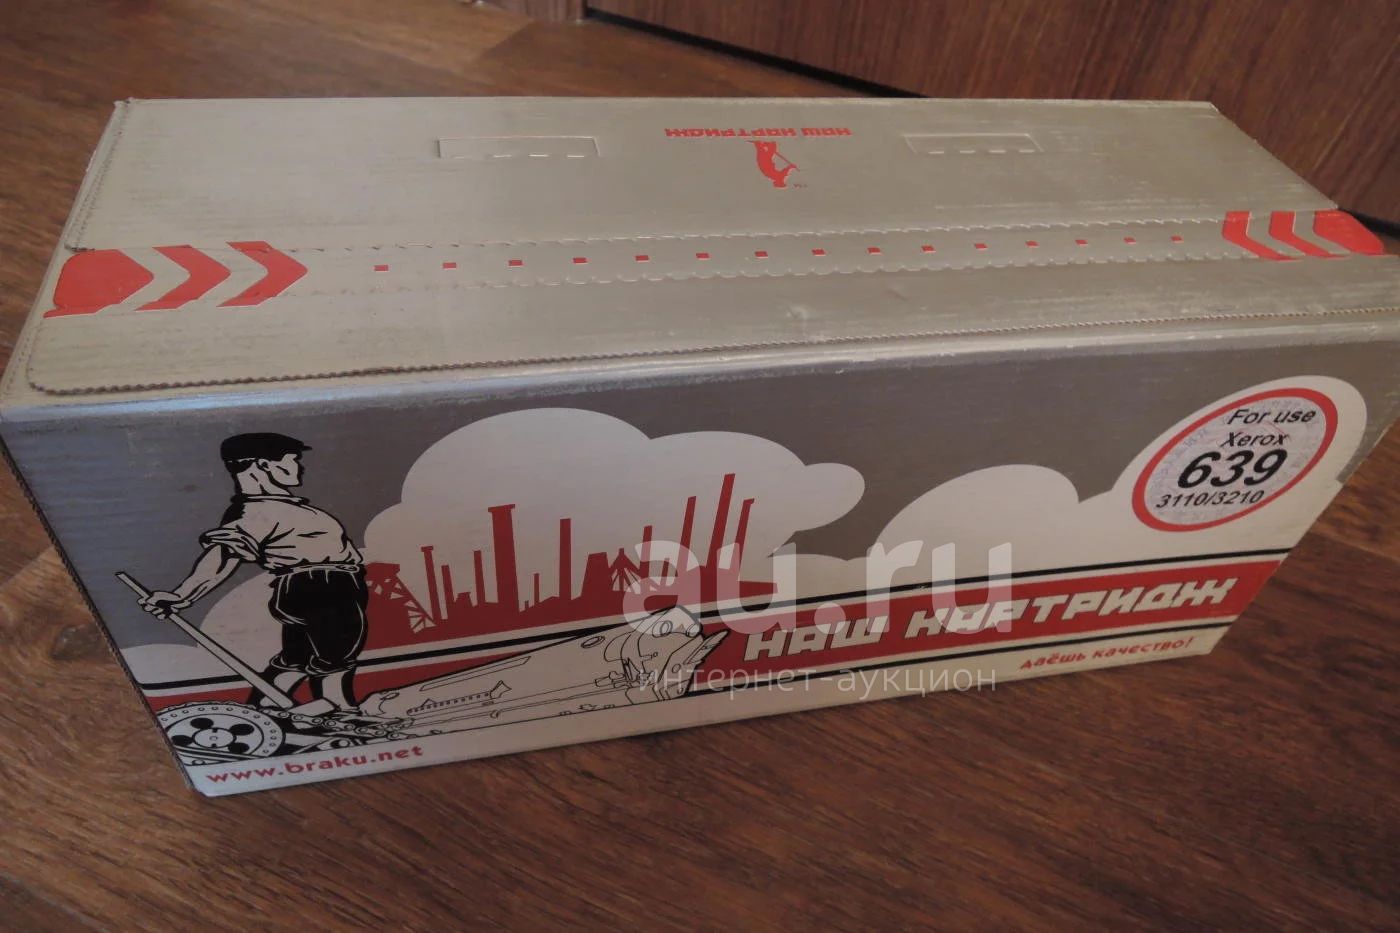 НАШ КАРТРИДЖ
TM
For use
Xerox
639
3110/3210
au.ru
интернет-аукцион
НАШ КАРТРИДЖ
даёшь качество!
www.braku.net